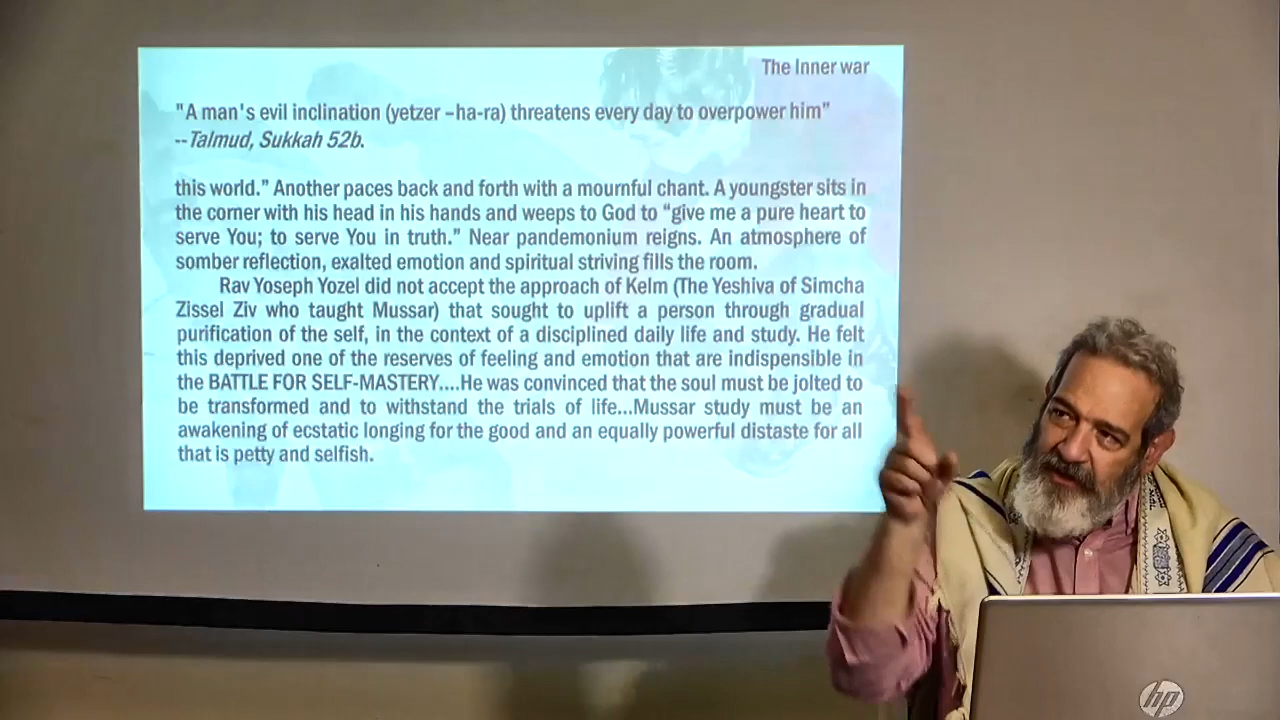 The Inner war
"A man's evil inclination (yetzer –ha-ra) threatens every day to overpower him"
--Talmud, Sukkah 52b.
this world." Another paces back and forth with a mournful chant. A youngster sits in
the corner with his head in his hands and weeps to God to "give me a pure heart to
serve You; to serve You in truth." Near pandemonium reigns. An atmosphere of
somber reflection, exalted emotion and spiritual striving fills the room.
Rav Yoseph Yozel did not accept the approach of Kelm (The Yeshiva of Simcha
Zissel Ziv who taught Mussar) that sought to uplift a person through gradual
purification of the self, in the context of a disciplined daily life and study. He felt
this deprived one of the reserves of feeling and emotion that are indispensible in
the BATTLE FOR SELF-MASTERY....He was convinced that the soul must be jolted to
be transformed and to withstand the trials of life...Mussar study must be an
awakening of ecstatic longing for the good and an equally powerful distaste for all
that is petty and selfish.
hp